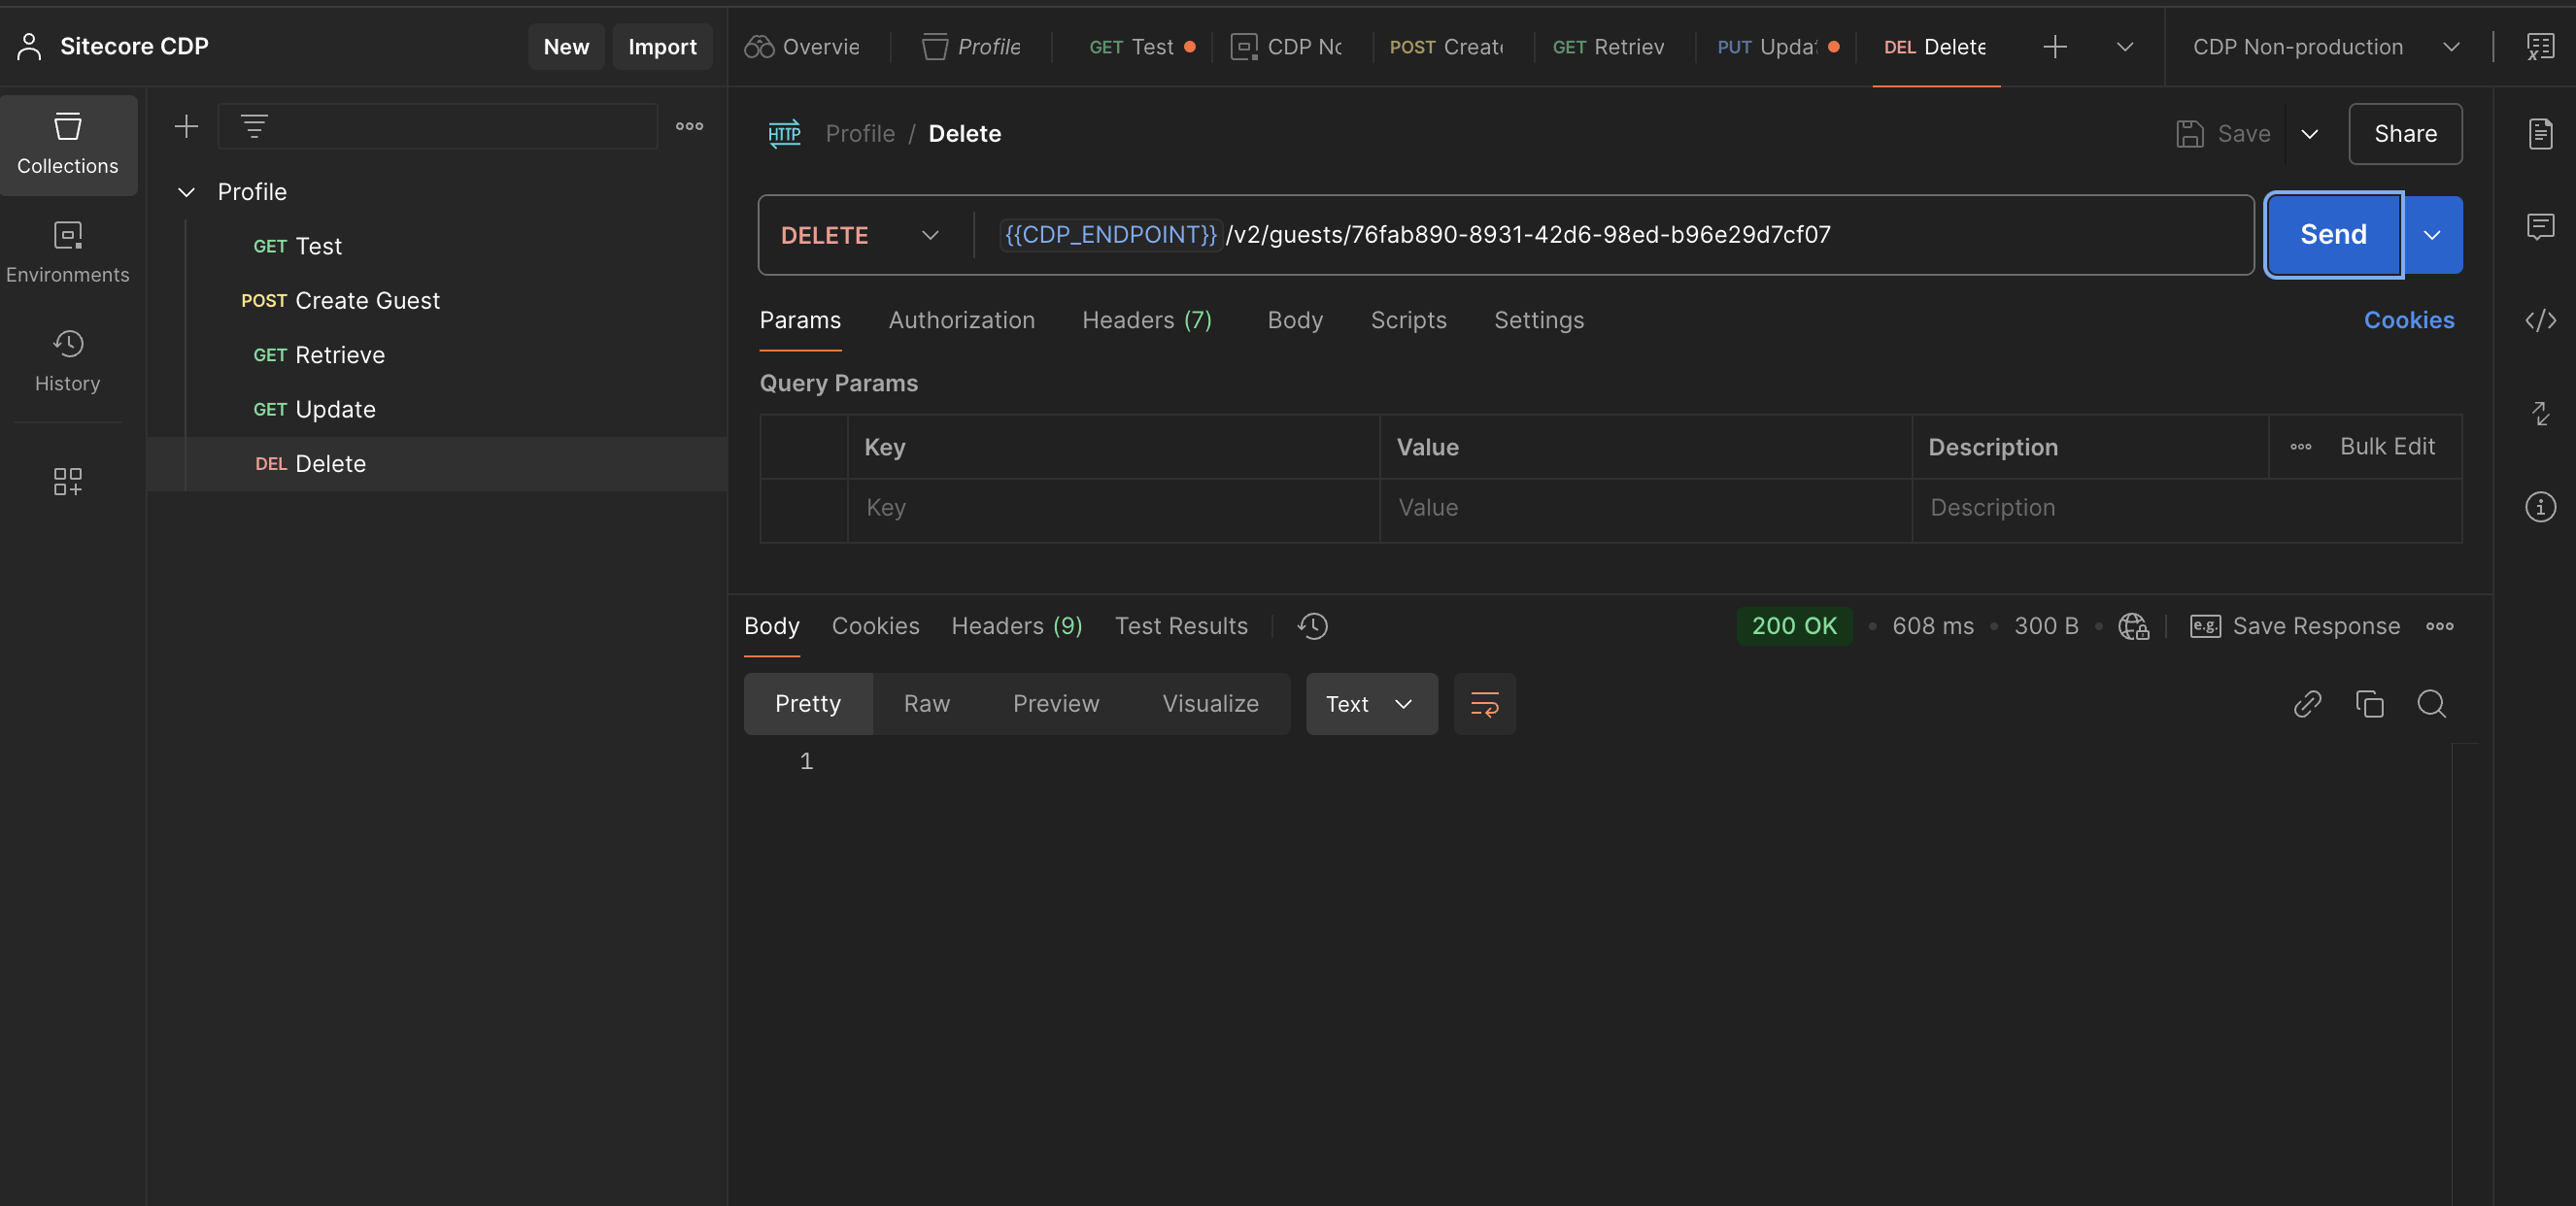 Sitecore CDP New Import Overvie Profile GET Test CDP Nc POST Create GET Retriev PUT Updat DEL Delete CDP Non-production
Collections
Environments
History
Profile
GET Test
POST Create Guest
GET Retrieve
GET Update
DEL Delete
HTTP Profile / Delete Save Share
DELETE {{CDP_ENDPOINT}}/v2/guests/76fab890-8931-42d6-98ed-b96e29d7cf07 Send
Params Authorization Headers (7) Body Scripts Settings Cookies
Query Params
Key Value Description Bulk Edit
Key Value Description
Body Cookies Headers (9) Test Results 200 OK 608 ms 300 B e.g. Save Response
Pretty Raw Preview Visualize Text
1